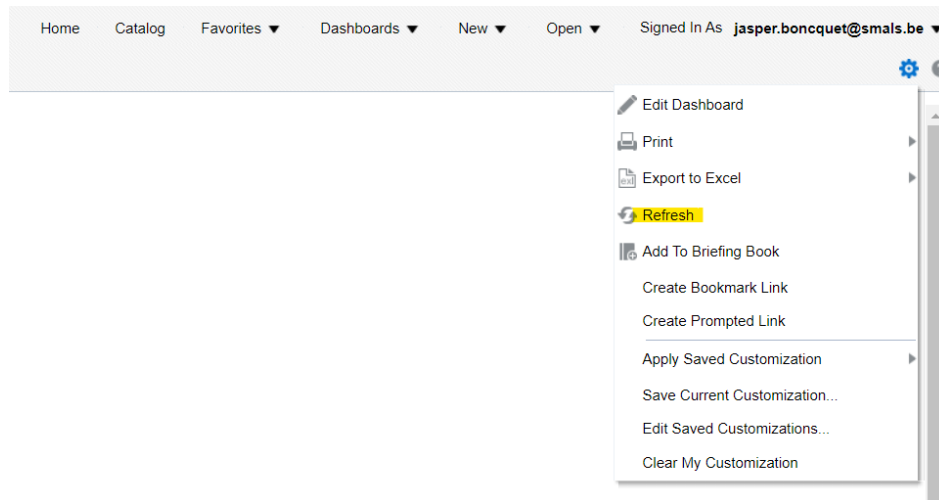 Home Catalog Favorites ▼ Dashboards ▼ New ▼ Open ▼ Signed In As jasper.boncquet@smals.be ▼
Edit Dashboard
Print
exl Export to Excel
Refresh
Add To Briefing Book
Create Bookmark Link
Create Prompted Link
Apply Saved Customization
Save Current Customization...
Edit Saved Customizations...
Clear My Customization